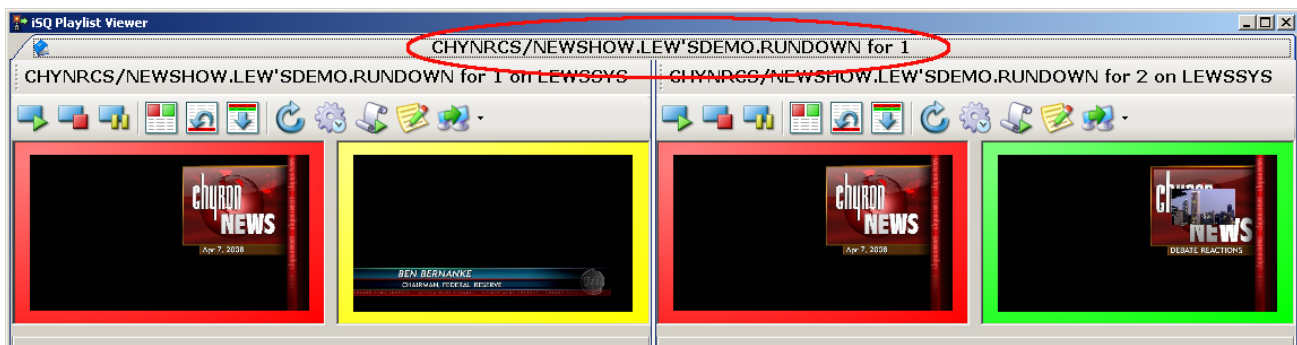 iSQ Playlist Viewer
CHYNRCS/NEWSHOW.LEW'SDEMO.RUNDOWN for 1
CHYNRCS/NEWSHOW.LEW'SDEMO.RUNDOWN for 1 on LEWSSYS
CHYNRCS/NEWSHOW.LEW'SDEMO.RUNDOWN for 2 on LEWSSYS
chyron
NEWS
Apr 7, 2008
BEN BERNANKE
CHAIRMAN, FEDERAL RESERVE
chyron
NEWS
Apr 7, 2008
NEWS
DEBATE REACTIONS